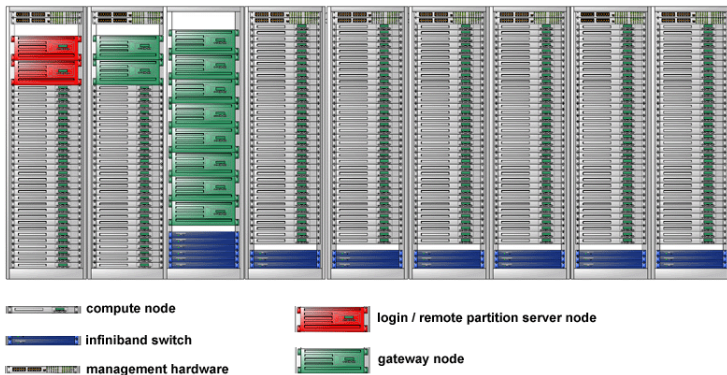 compute node
login / remote partition server node
infiniband switch
gateway node
management hardware